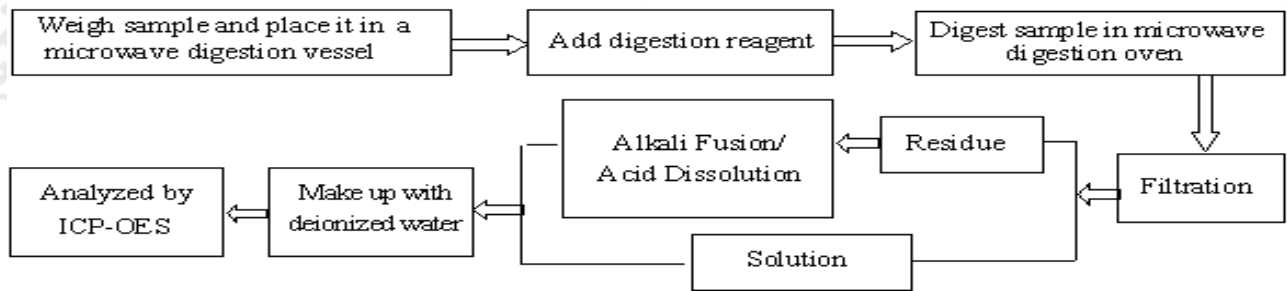 Weigh sample and place it in a
microwave digestion vessel
Add digestion reagent
Digest sample in microwave
digestion oven
Filtration
Residue
Alkali Fusion/
Acid Dissolution
Solution
Make up with
deionized water
Analyzed by
ICP-OES